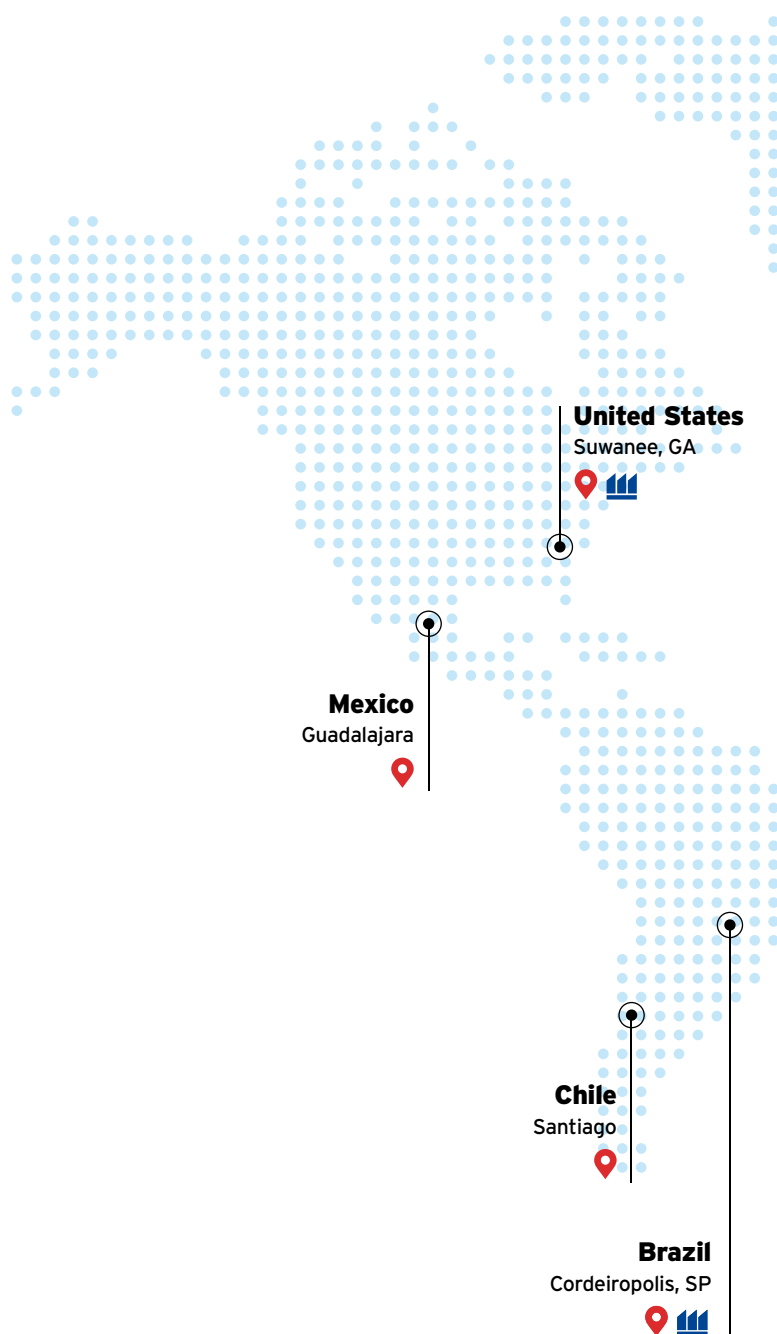 United States
Suwanee, GA
Mexico
Guadalajara
Chile
Santiago
Brazil
Cordeiropolis, SP